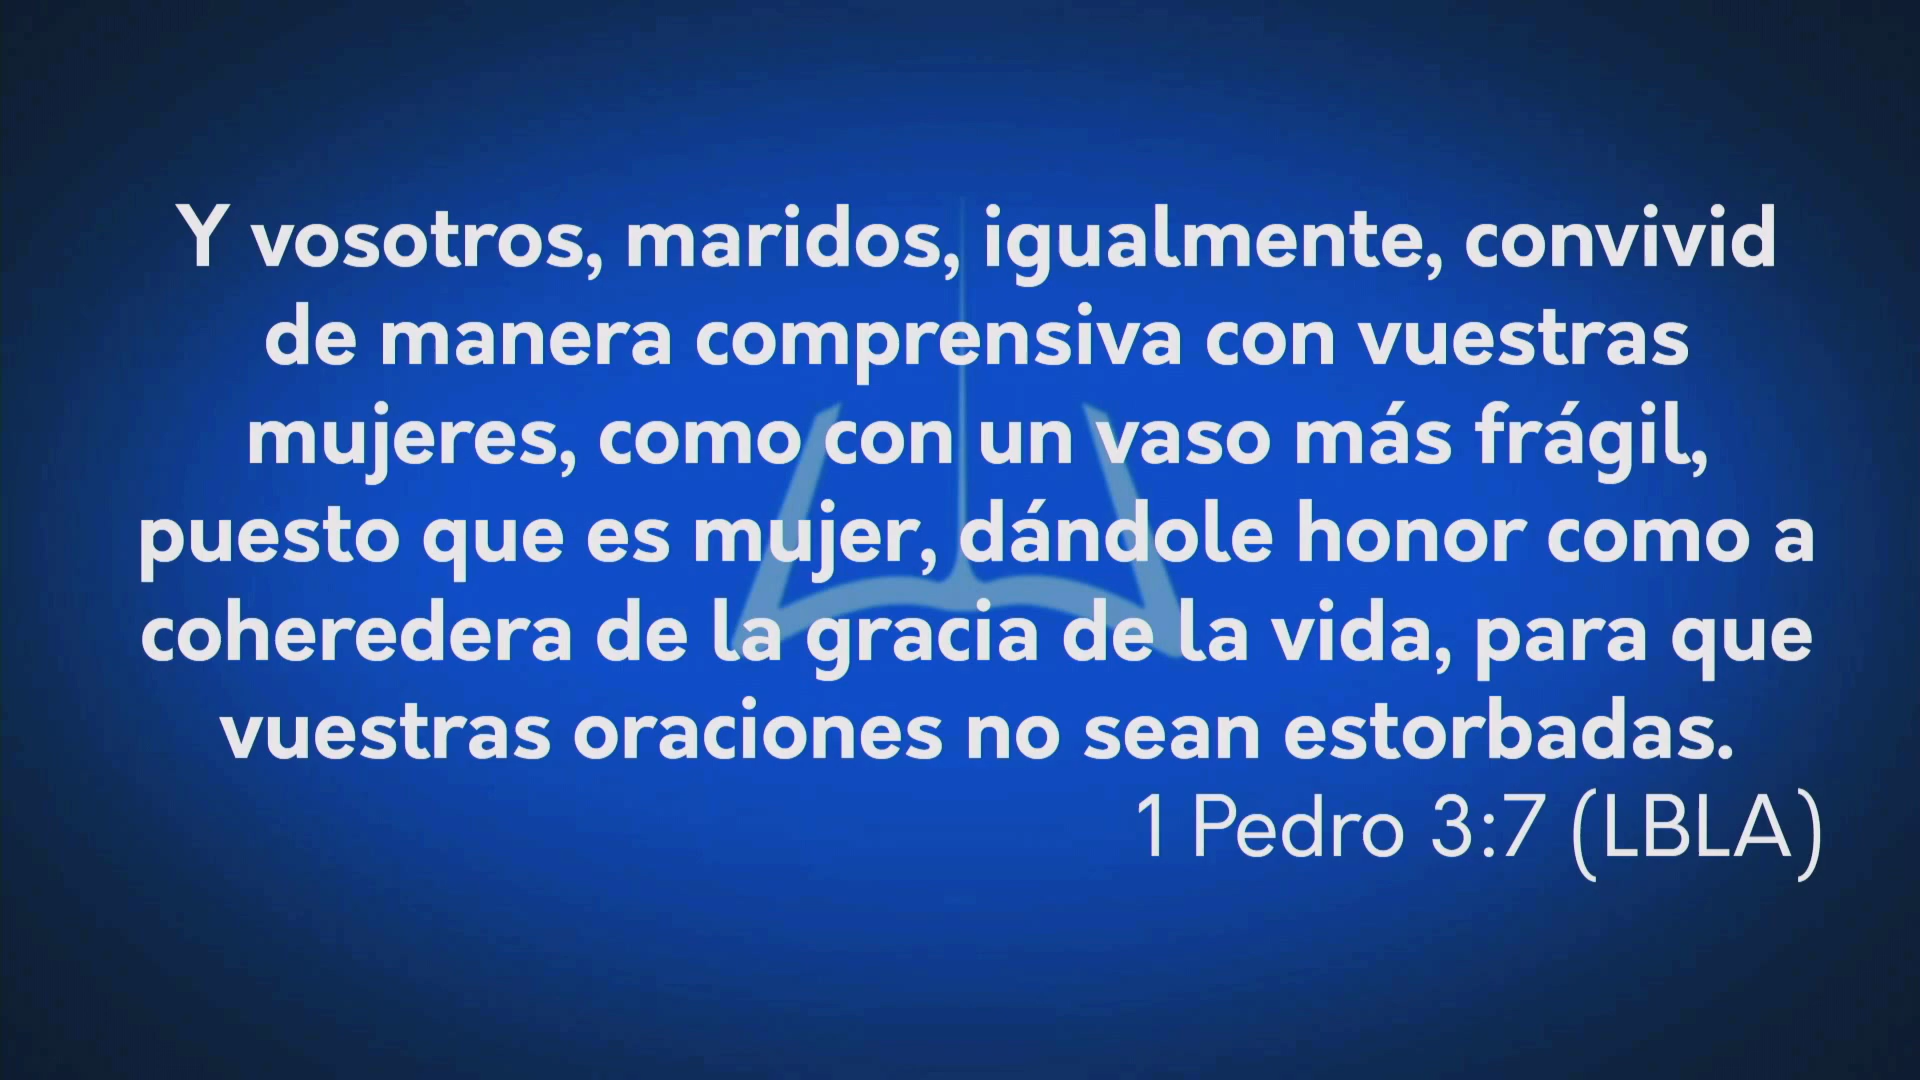 Y vosotros, maridos, igualmente, convivid
de manera comprensiva con vuestras
mujeres, como con un vaso más frágil,
puesto que es mujer, dándole honor como a
coheredera de la gracia de la vida, para que
vuestras oraciones no sean estorbadas.
1 Pedro 3:7 (LBLA)